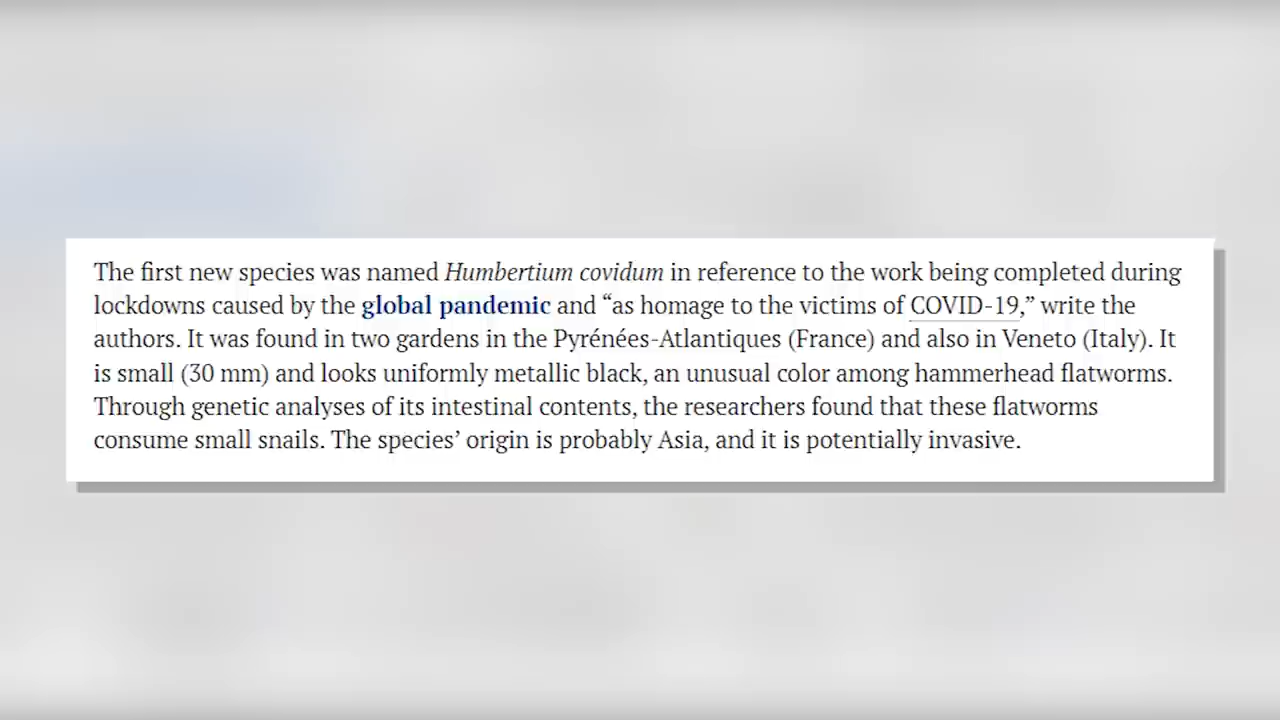 The first new species was named Humbertium covidum in reference to the work being completed during
lockdowns caused by the global pandemic and “as homage to the victims of COVID-19,” write the
authors. It was found in two gardens in the Pyrénées-Atlantiques (France) and also in Veneto (Italy). It
is small (30 mm) and looks uniformly metallic black, an unusual color among hammerhead flatworms.
Through genetic analyses of its intestinal contents, the researchers found that these flatworms
consume small snails. The species’ origin is probably Asia, and it is potentially invasive.